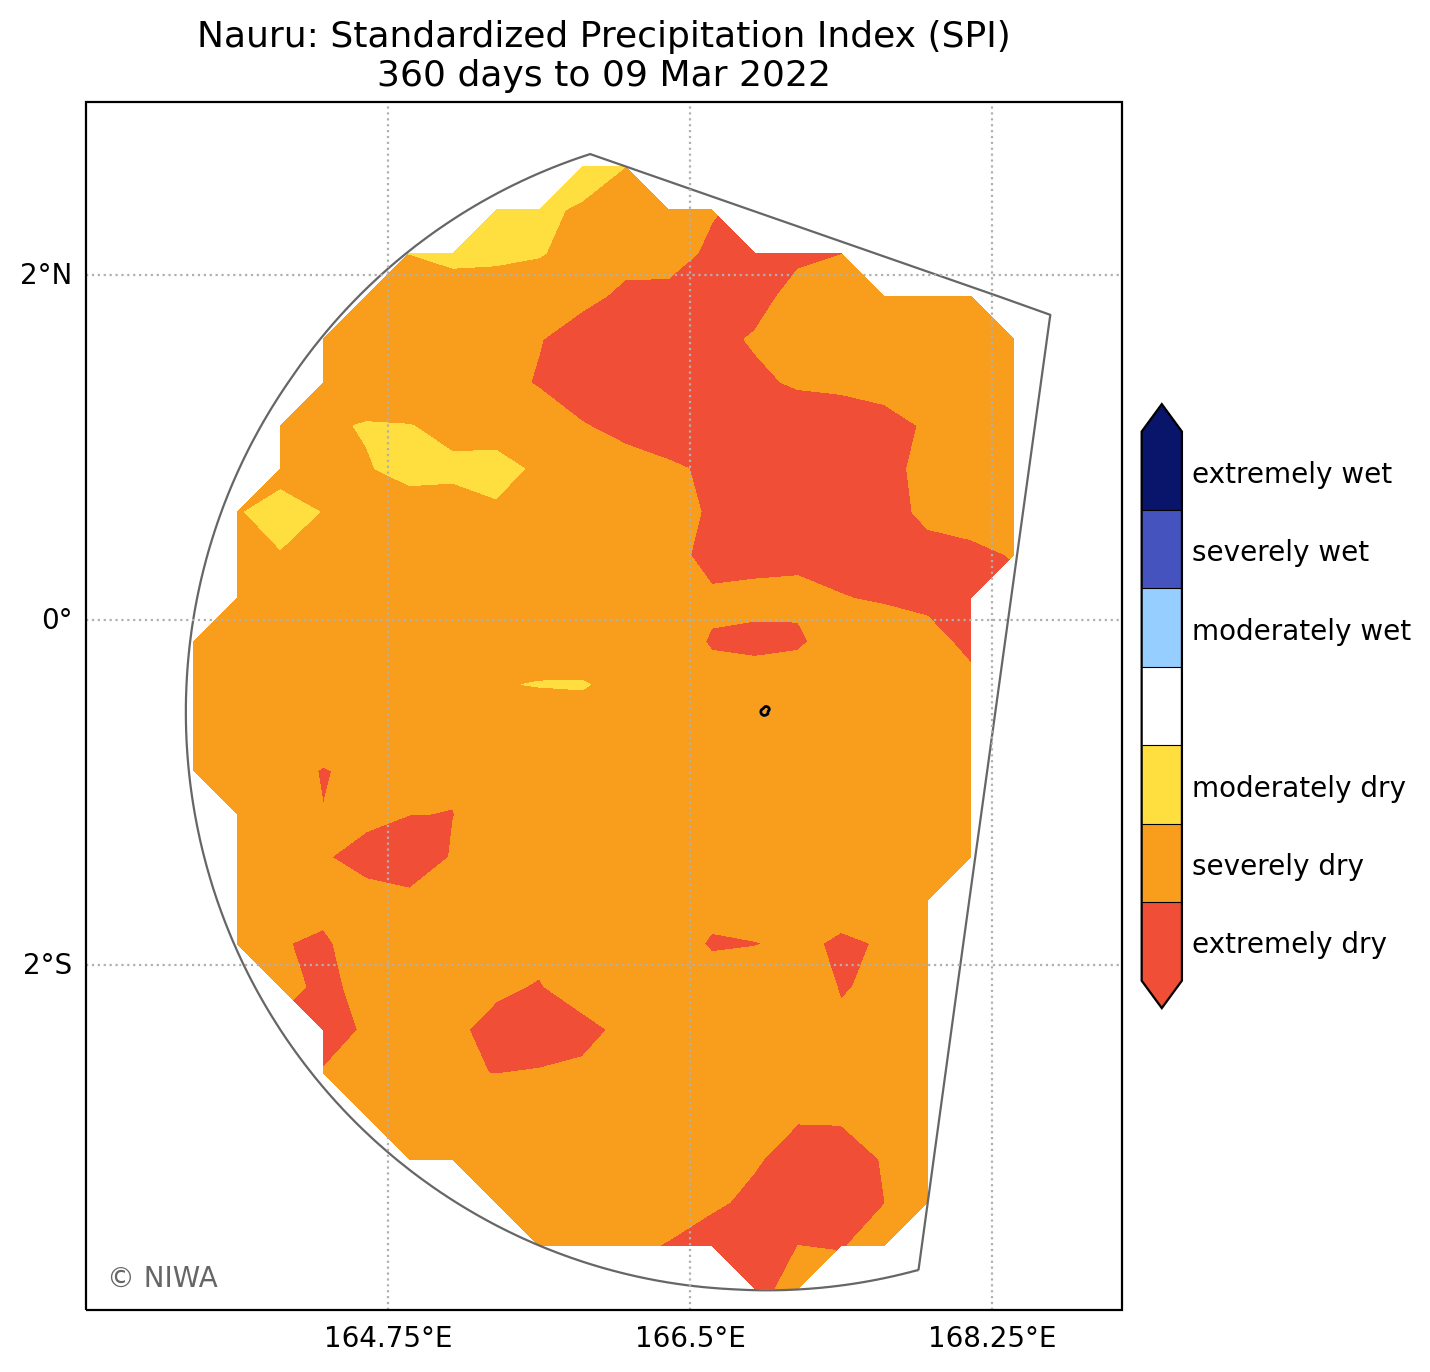 Nauru: Standardized Precipitation Index (SPI)
360 days to 09 Mar 2022
2°N
0°
2°S
164.75°E
166.5°E
168.25°E
extremely wet
severely wet
moderately wet
moderately dry
severely dry
extremely dry
© NIWA